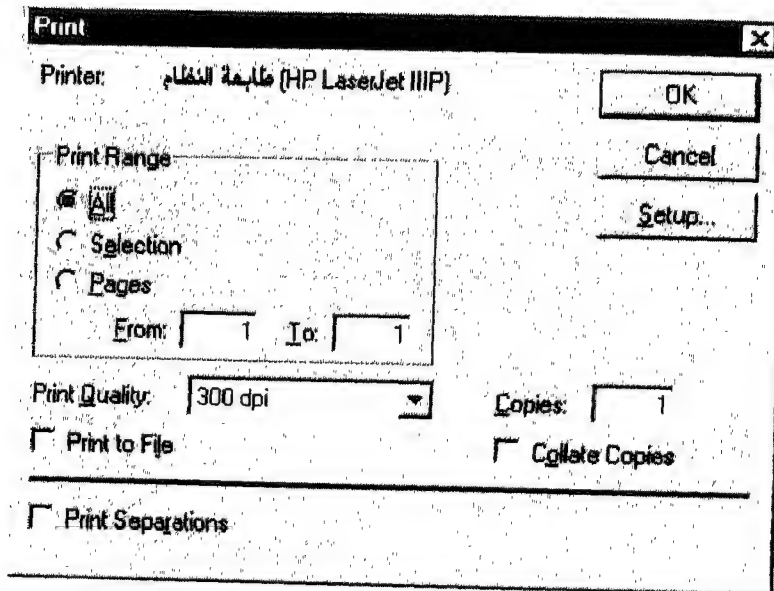 Print
Printer: طابعة النظام (HP LaserJet IIIP)
OK
Print Range
Cancel
All
Setup...
Selection
Pages
From: 1 To: 1
Print Quality: 300 dpi
Copies: 1
Print to File
Collate Copies
Print Separations